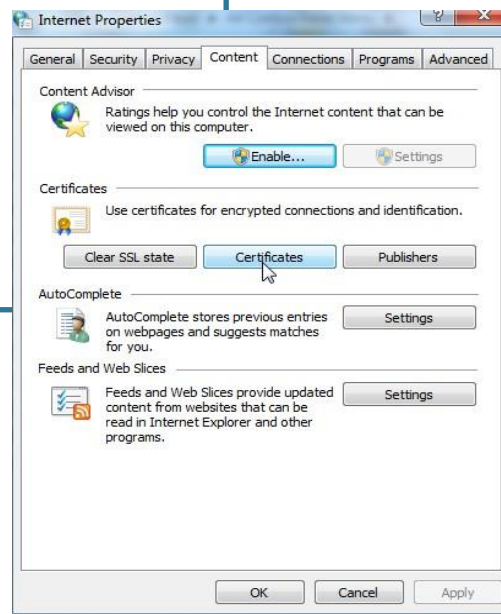 Internet Properties
General Security Privacy Content Connections Programs Advanced
Content Advisor
Ratings help you control the Internet content that can be
viewed on this computer.
Enable... Settings
Certificates
Use certificates for encrypted connections and identification.
Clear SSL state Certificates Publishers
AutoComplete
AutoComplete stores previous entries
on webpages and suggests matches
for you.
Settings
Feeds and Web Slices
Feeds and Web Slices provide updated
content from websites that can be
read in Internet Explorer and other
programs.
Settings
OK Cancel Apply